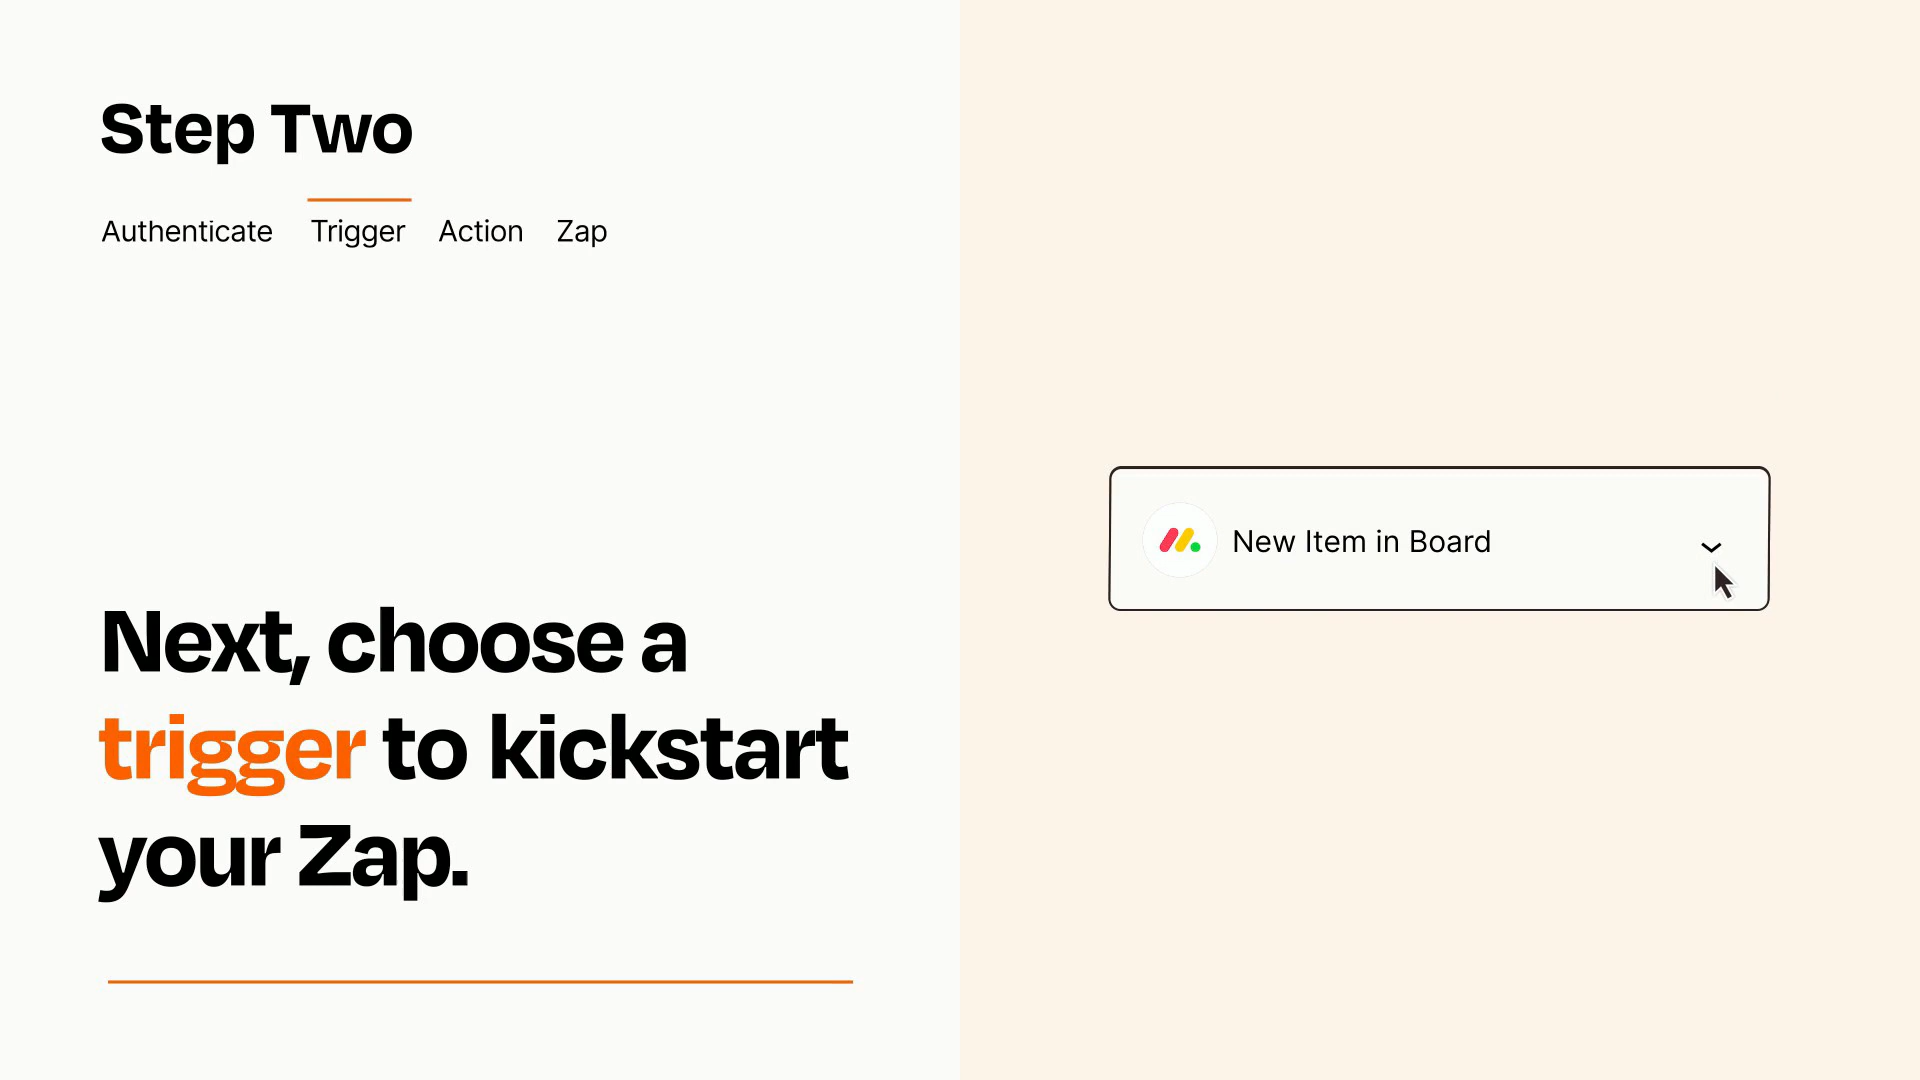 Step Two
Authenticate Trigger Action Zap
Next, choose a
trigger to kickstart
your Zap.
New Item in Board